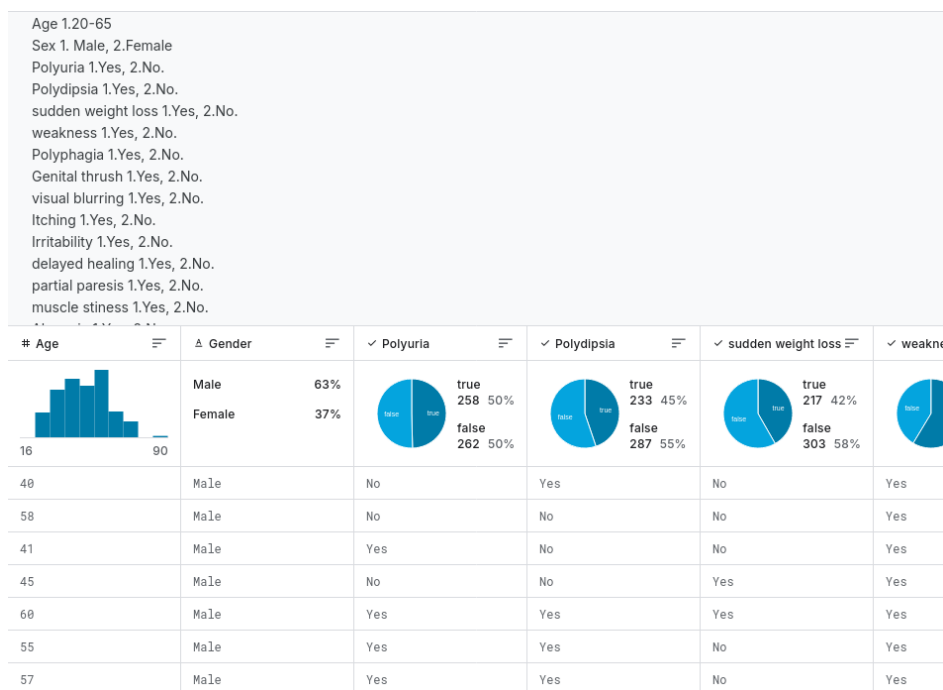 Age 1.20-65
Sex 1. Male, 2.Female
Polyuria 1.Yes, 2.No.
Polydipsia 1.Yes, 2.No.
sudden weight loss 1.Yes, 2.No.
weakness 1.Yes, 2.No.
Polyphagia 1.Yes, 2.No.
Genital thrush 1.Yes, 2.No.
visual blurring 1.Yes, 2.No.
Itching 1.Yes, 2.No.
Irritability 1.Yes, 2.No.
delayed healing 1.Yes, 2.No.
partial paresis 1.Yes, 2.No.
muscle stiness 1.Yes, 2.No.
# Age Gender Polyuria Polydipsia sudden weight loss weakne
Male 63% true true true
258 50% 233 45% 217 42%
Female 37% false true false true false true false
false false false
262 50% 287 55% 303 58%
16 90
40 Male No Yes No Yes
58 Male No No No Yes
41 Male Yes No No Yes
45 Male No No Yes Yes
60 Male Yes Yes Yes Yes
55 Male Yes Yes No Yes
57 Male Yes Yes No Yes